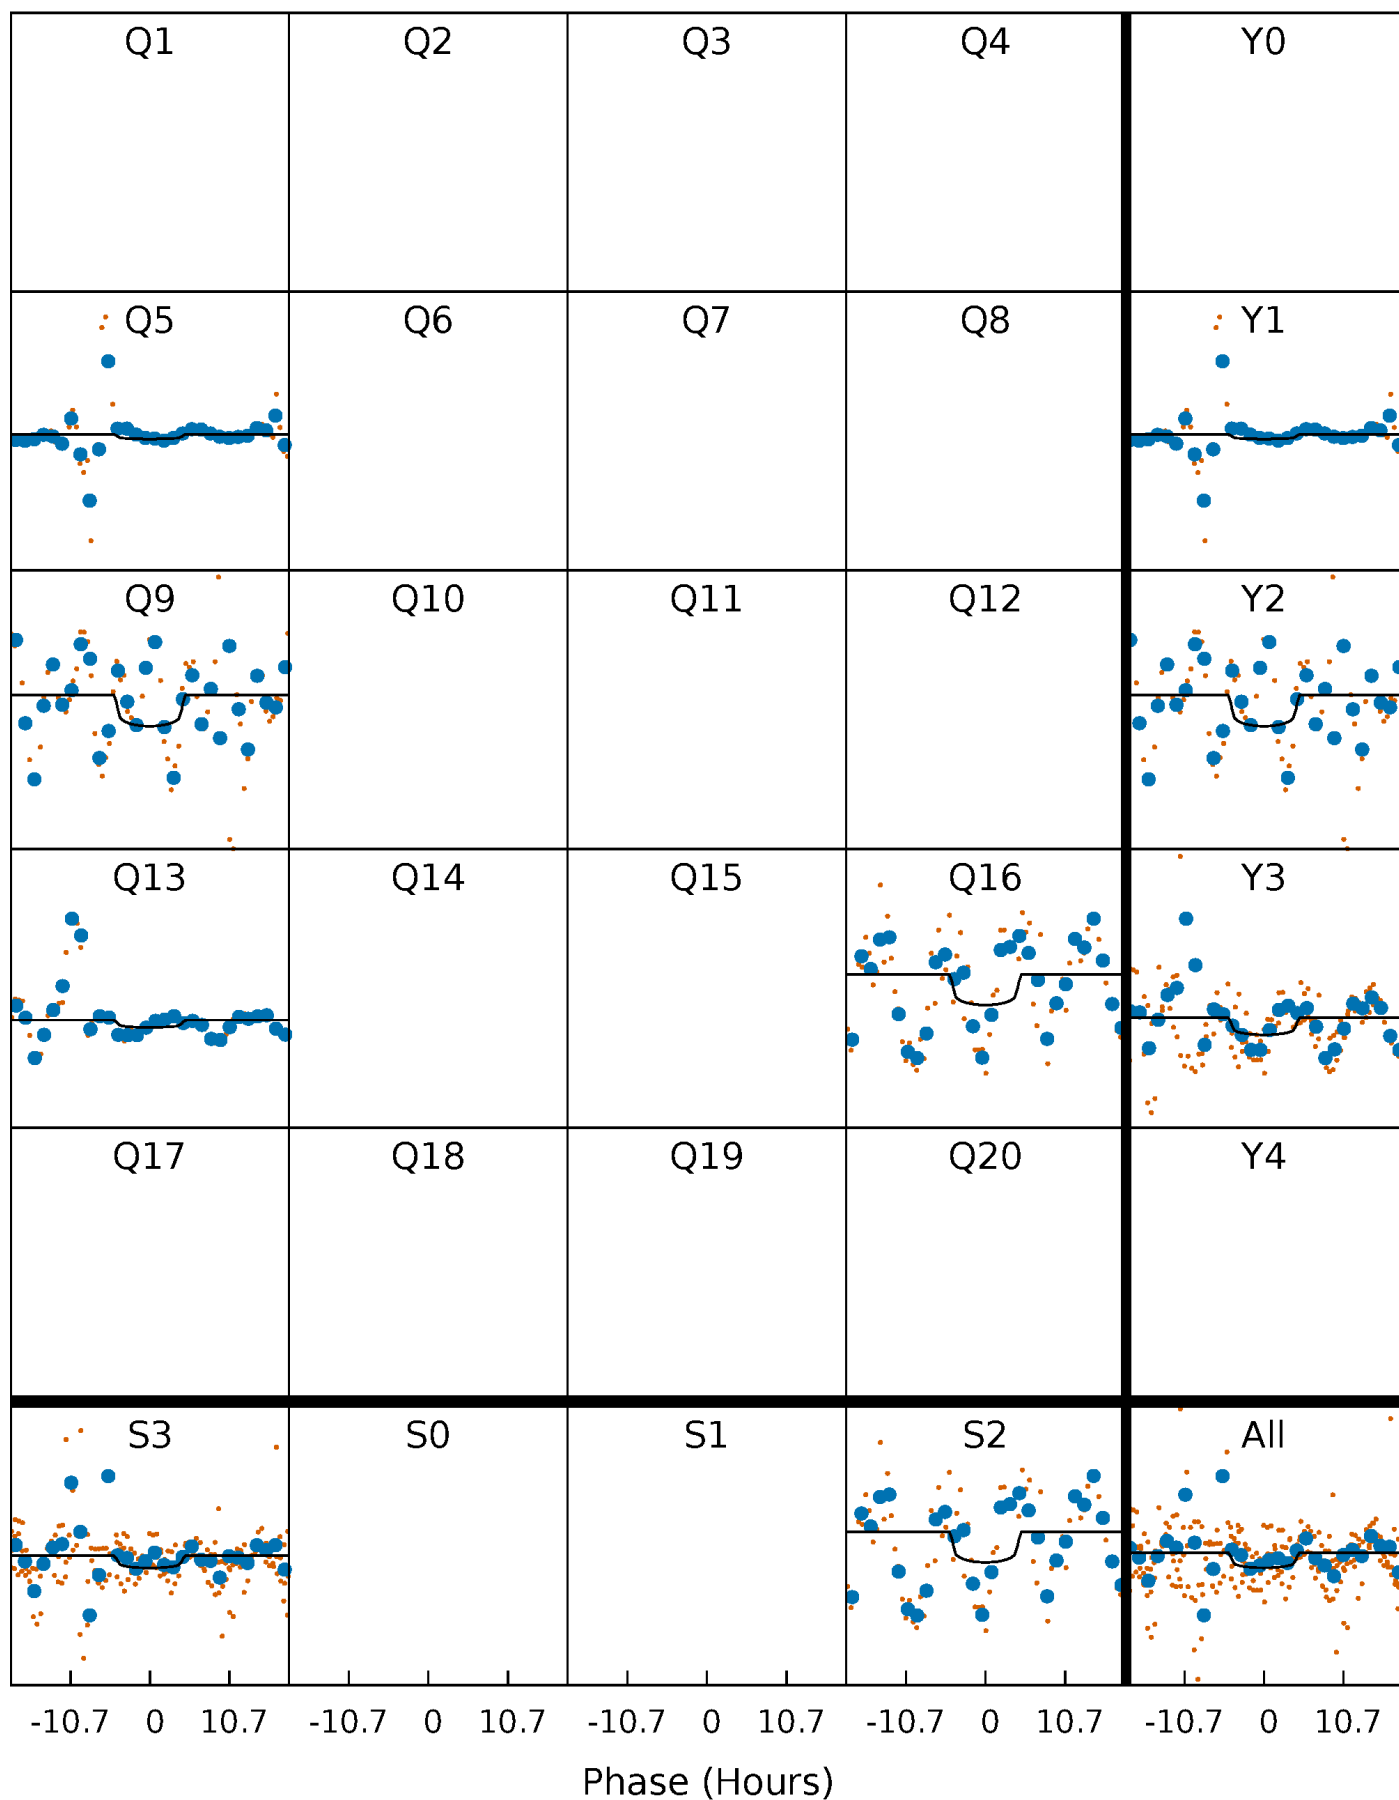 Q1 Q2 Q3 Q4 Y0
Q5 Q6 Q7 Q8 Y1
Q9 Q10 Q11 Q12 Y2
Q13 Q14 Q15 Q16 Y3
Q17 Q18 Q19 Q20 Y4
S3 S0 S1 S2 All
-10.7 0 10.7 -10.7 0 10.7 -10.7 0 10.7 -10.7 0 10.7 -10.7 0 10.7
Phase (Hours)